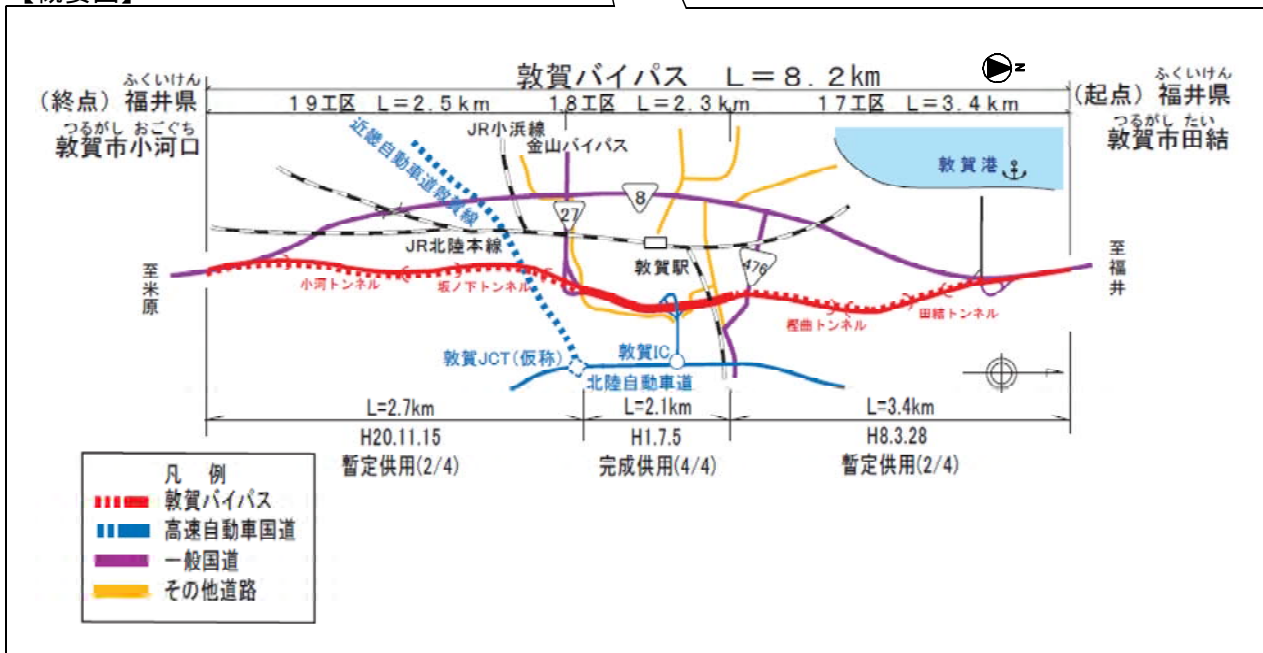 【概要図】
敦賀バイパス L=8.2km
N
ふくいけん
(終点)福井県
つるがし おごぐち
敦賀市小河口
19工区 L=2.5km
18工区 L=2.3km
17工区 L=3.4km
ふくいけん
(起点)福井県
つるがし たい
敦賀市田結
近畿自動車道敦賀線
JR小浜線
金山バイパス
敦賀港
8
27
JR北陸本線
敦賀駅
476
至米原
至福井
小河トンネル
坂ノ下トンネル
樫曲トンネル
田結トンネル
敦賀JCT(仮称)
敦賀IC
北陸自動車道
L=2.7km
L=2.1km
L=3.4km
H20.11.15
H1.7.5
H8.3.28
暫定供用(2/4)
完成供用(4/4)
暫定供用(2/4)
凡 例
敦賀バイパス
高速自動車国道
一般国道
その他道路